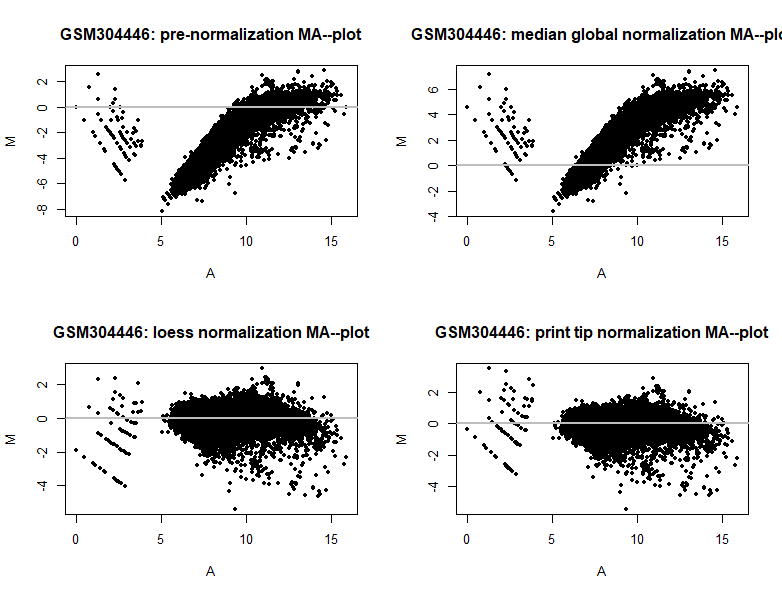 GSM304446: pre-normalization MA--plot
2
0
-2
-4
-6
-8
M
0 5 10 15
A
GSM304446: median global normalization MA--plo
6
4
2
0
-2
-4
M
0 5 10 15
A
GSM304446: loess normalization MA--plot
2
0
-2
-4
M
0 5 10 15
A
GSM304446: print tip normalization MA--plot
2
0
-2
-4
M
0 5 10 15
A